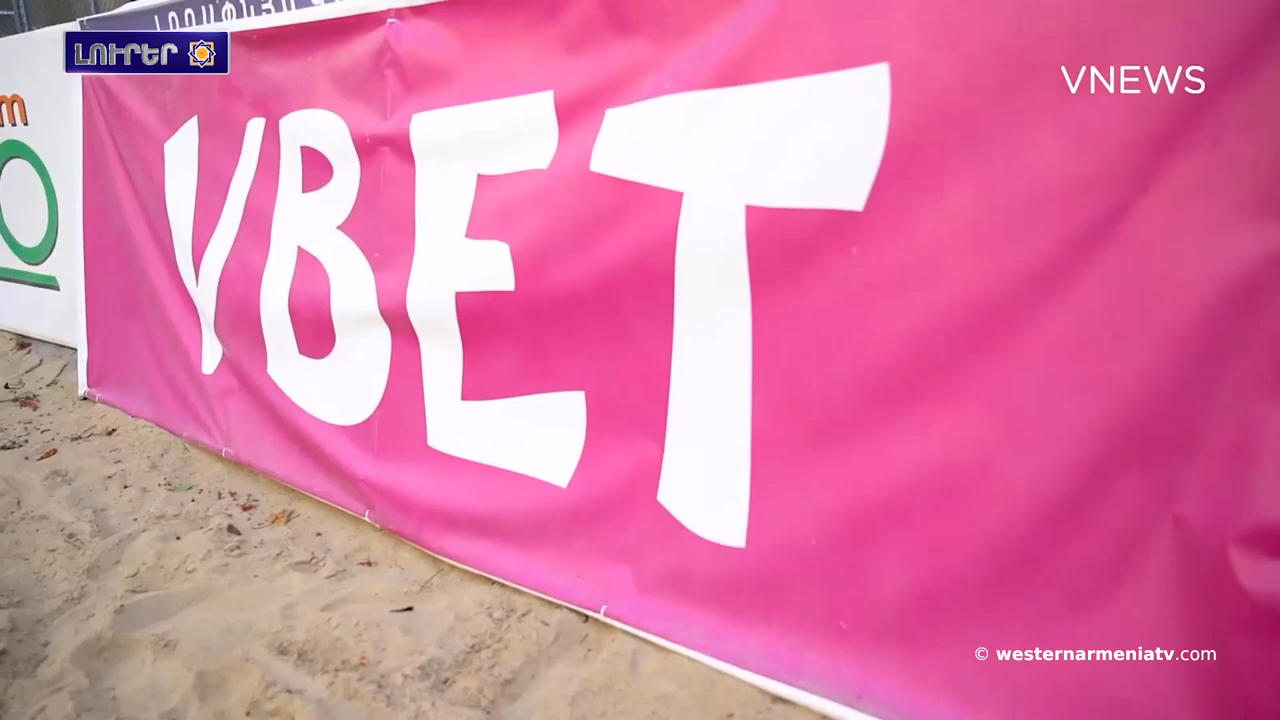 ԼՈՒՐԵՐ
VNEWS
m
VBET
© westernarmeniatv.com